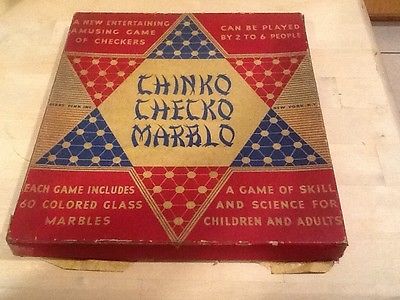 A NEW ENTERTAINING
AMUSING GAME
OF CHECKERS
CAN BE PLAYED
BY 2 TO 6 PEOPLE
CHINKO
CHECKO
MARBLO
NEW YORK, N.Y.
EACH GAME INCLUDES
60 COLORED GLASS
MARBLES
A GAME OF SKILL
AND SCIENCE FOR
CHILDREN AND ADULTS